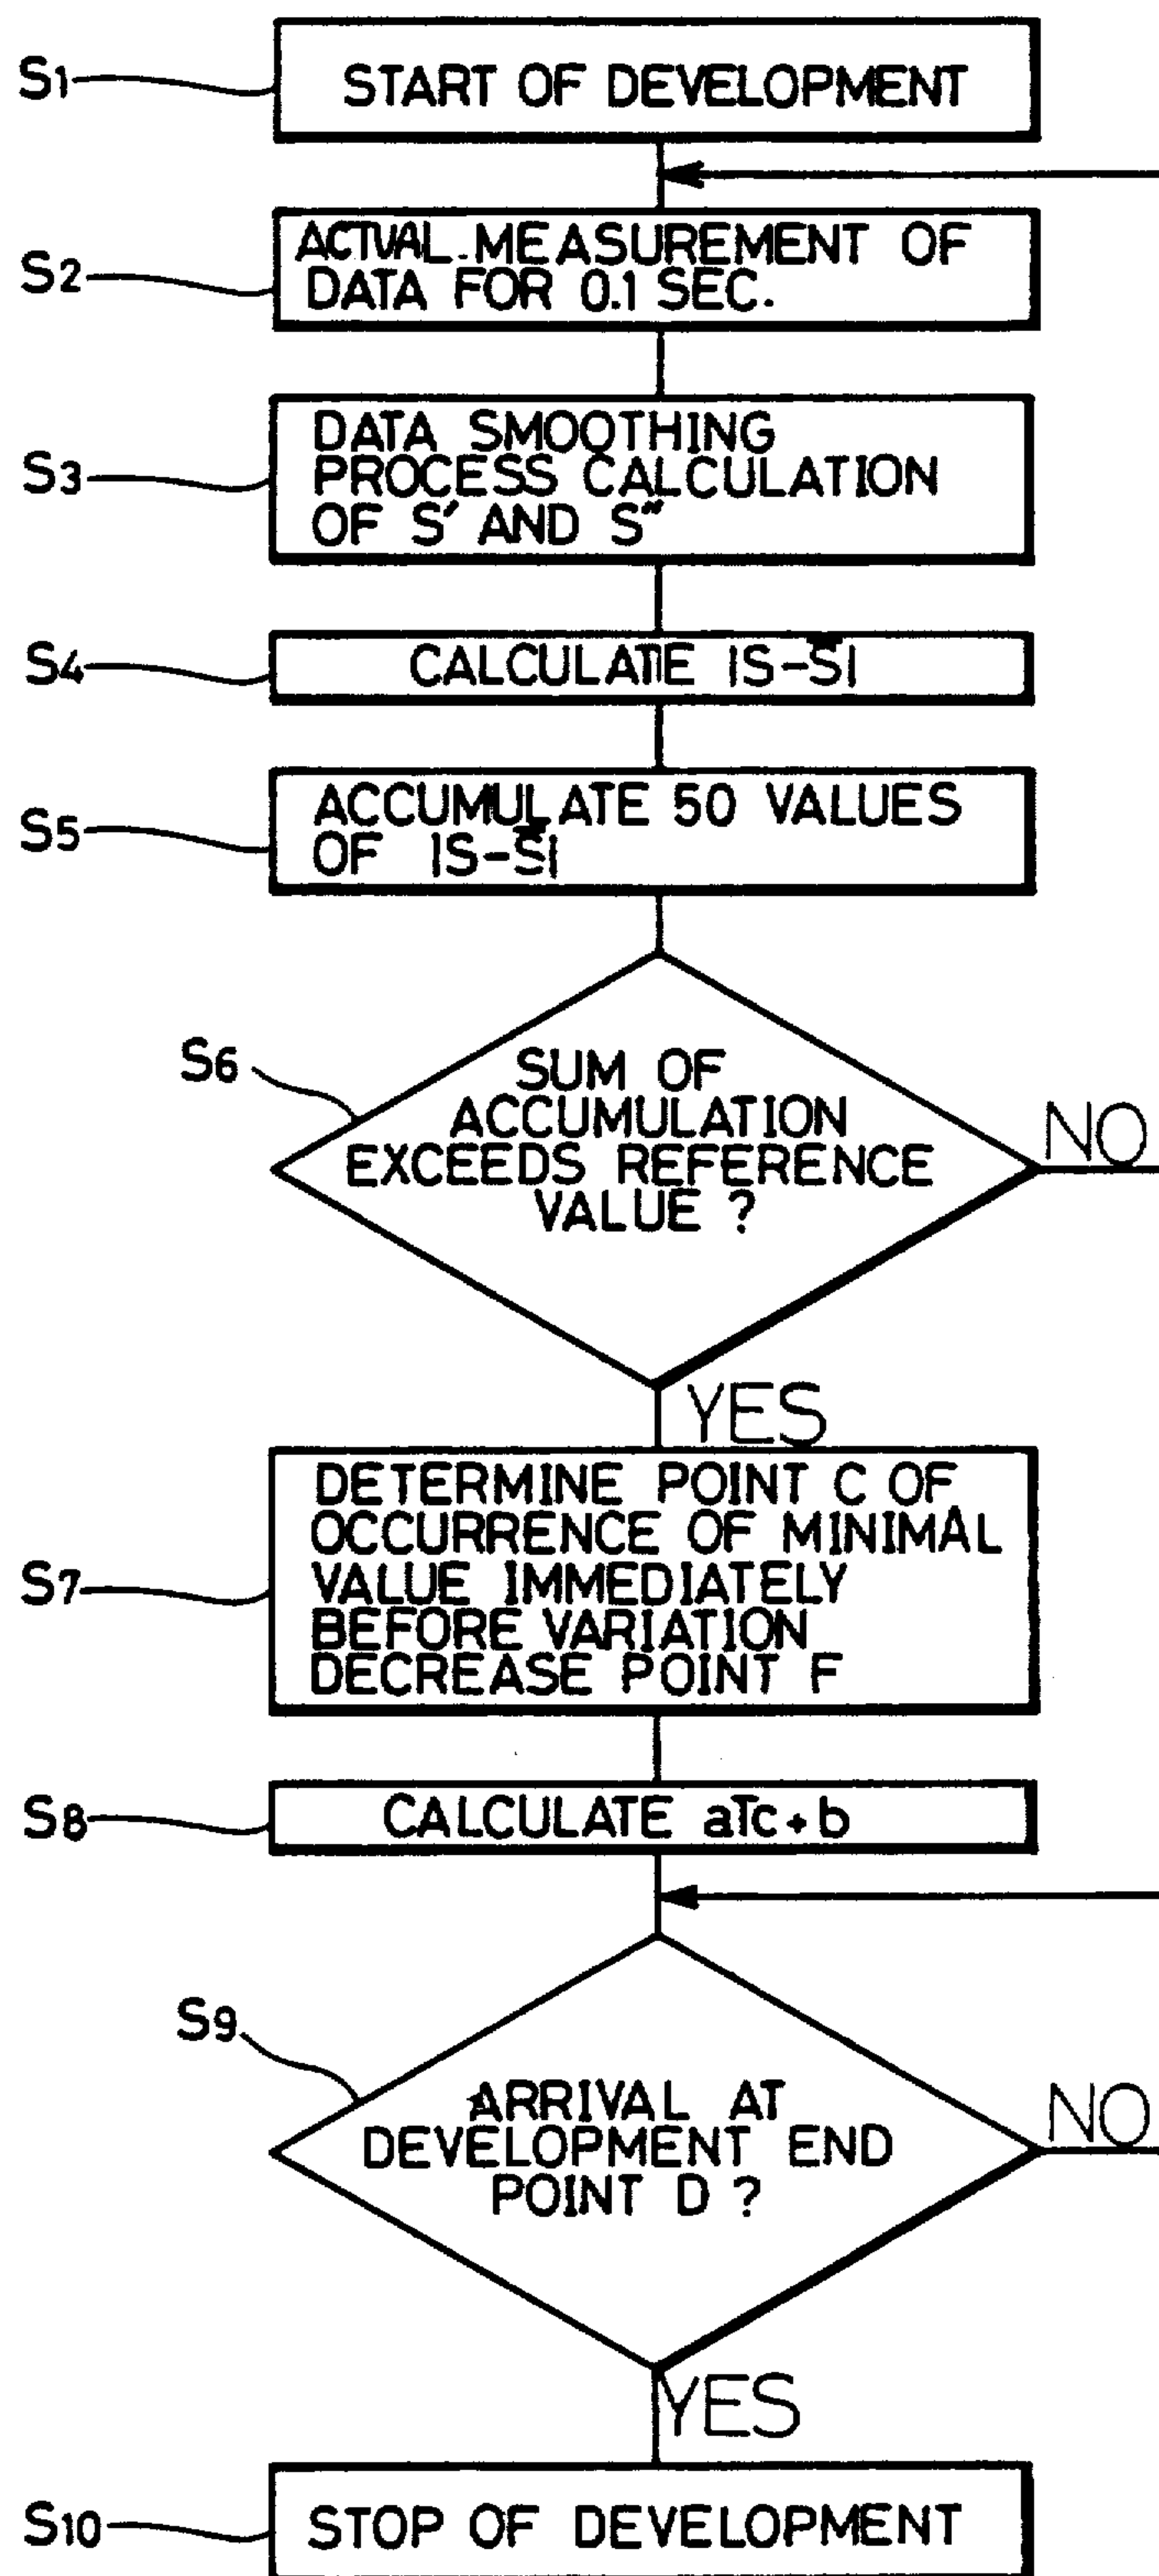 S1
START OF DEVELOPMENT
S2
ACTUAL MEASUREMENT OF
DATA FOR 0.1 SEC.
S3
DATA SMOOTHING
PROCESS CALCULATION
OF S' AND S"
S4
CALCULATE |S-S̅|
S5
ACCUMULATE 50 VALUES
OF |S-S̅|
S6
SUM OF
ACCUMULATION
EXCEEDS REFERENCE
VALUE ?
NO
YES
S7
DETERMINE POINT C OF
OCCURRENCE OF MINIMAL
VALUE IMMEDIATELY
BEFORE VARIATION
DECREASE POINT F
S8
CALCULATE aTc+b
S9
ARRIVAL AT
DEVELOPMENT END
POINT D ?
NO
YES
S10
STOP OF DEVELOPMENT